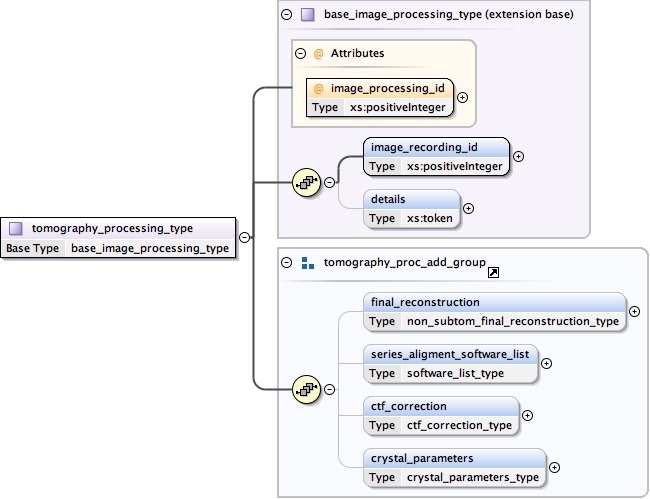 base_image_processing_type (extension base)
@ Attributes
@ image_processing_id
Type xs:positiveInteger
image_recording_id
Type xs:positiveInteger
details
Type xs:token
tomography_processing_type
Base Type base_image_processing_type
tomography_proc_add_group
final_reconstruction
Type non_subtom_final_reconstruction_type
series_aligment_software_list
Type software_list_type
ctf_correction
Type ctf_correction_type
crystal_parameters
Type crystal_parameters_type